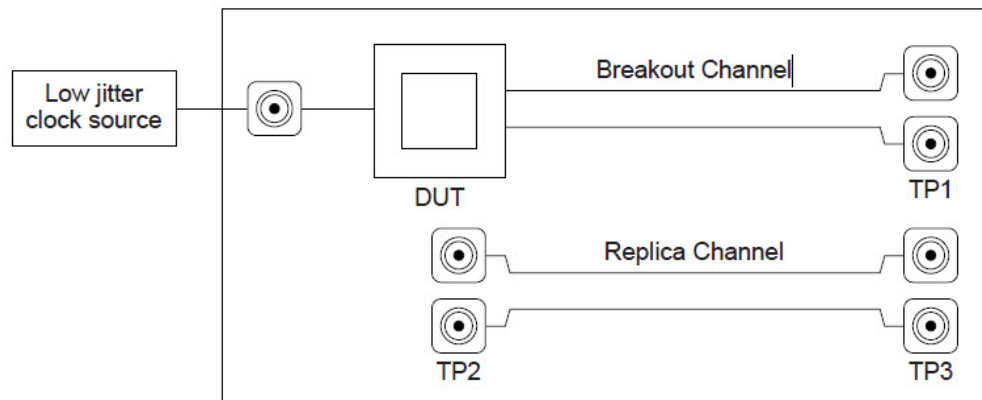 Low jitter
clock source
Breakout Channel
DUT
TP1
Replica Channel
TP2
TP3